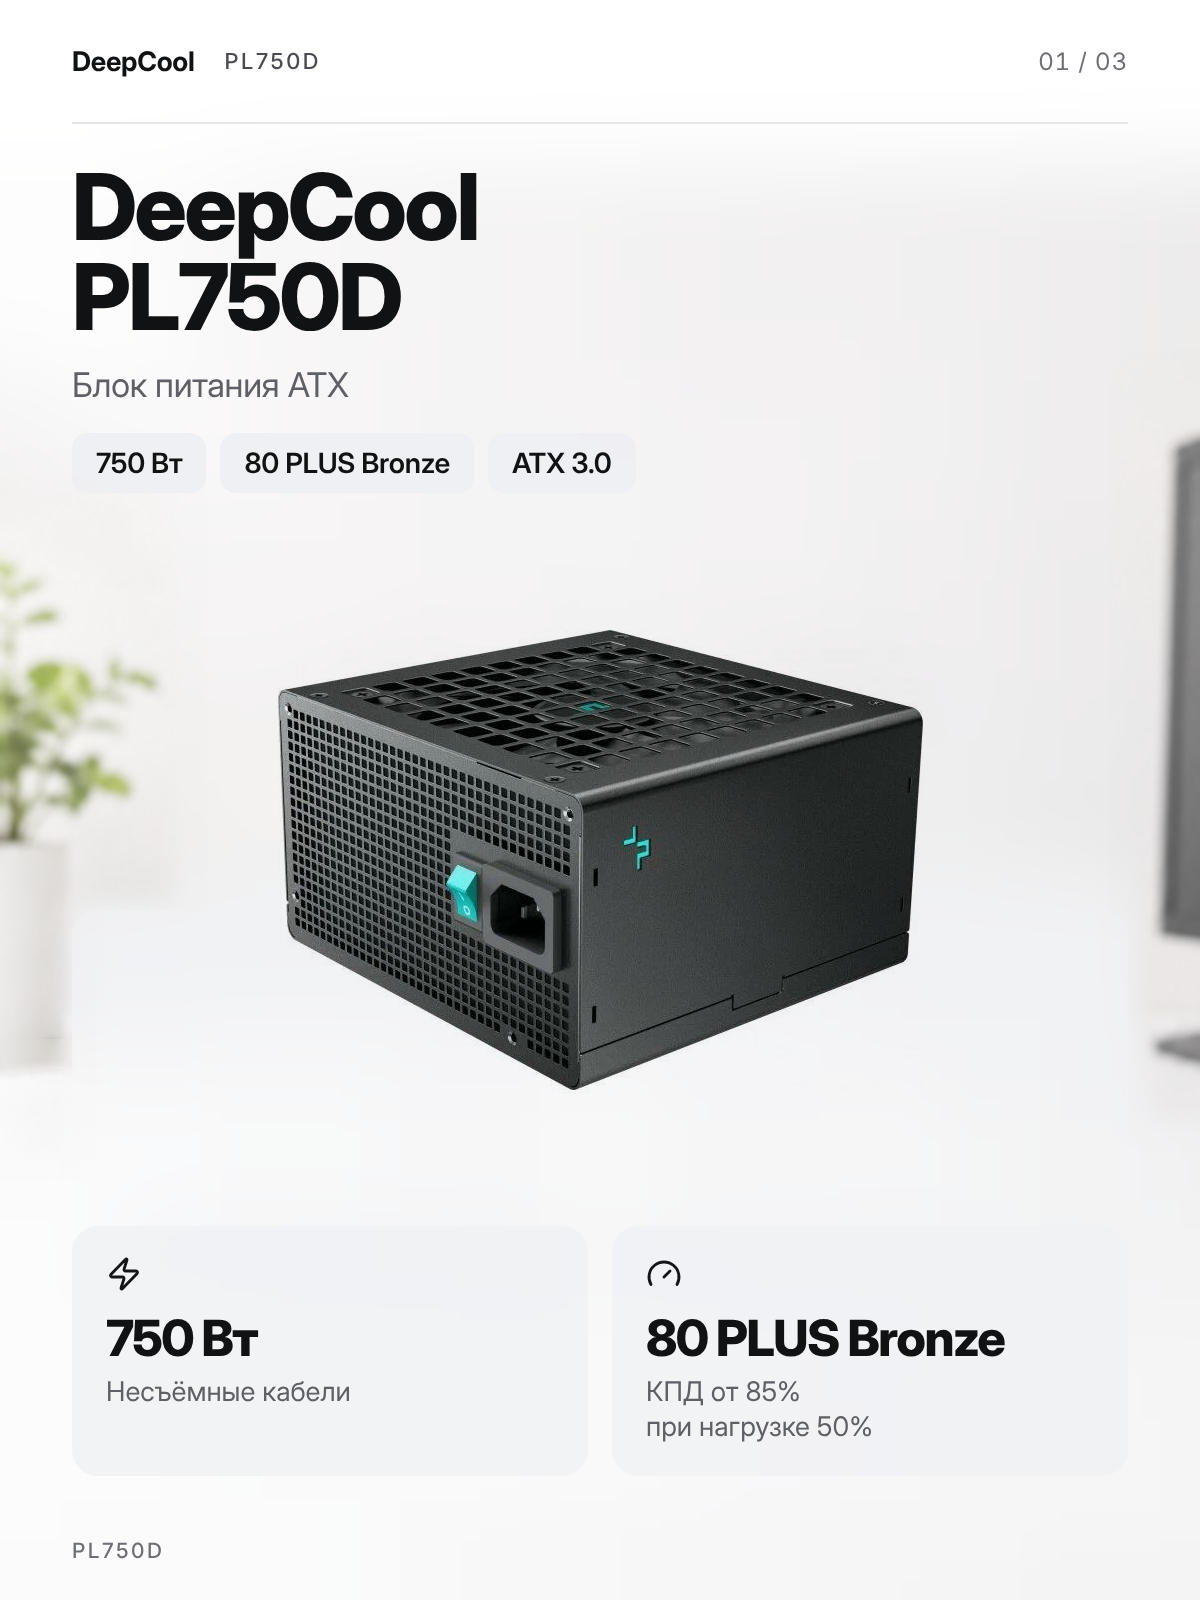 DeepCool PL750D 01 / 03
DeepCool
PL750D
Блок питания ATX
750 Вт 80 PLUS Bronze ATX 3.0
750 Вт
Несъёмные кабели
80 PLUS Bronze
КПД от 85%
при нагрузке 50%
PL750D